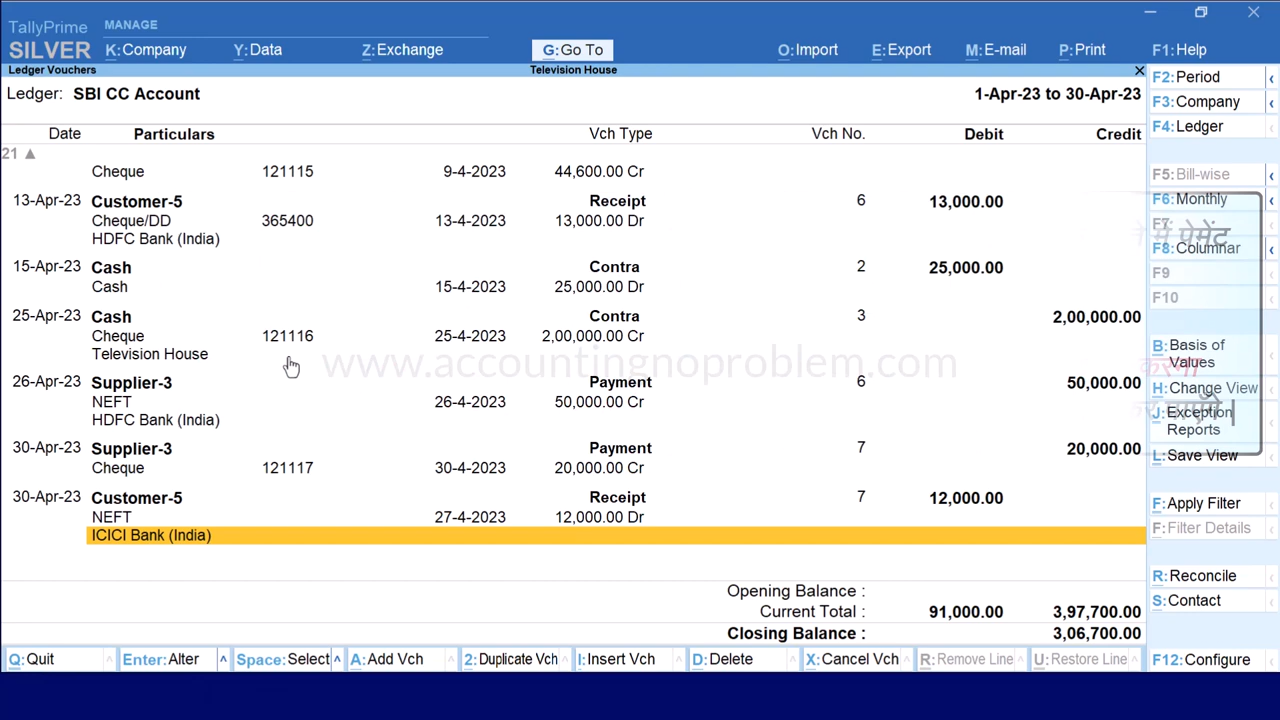 TallyPrime MANAGE
SILVER K:Company Y:Data Z:Exchange G:Go To O:Import E:Export M:E-mail P:Print F1:Help
Ledger Vouchers Television House
Ledger: SBI CC Account 1-Apr-23 to 30-Apr-23
Date Particulars Vch Type Vch No. Debit Credit
21 ▲
Cheque 121115 9-4-2023 44,600.00 Cr
13-Apr-23 Customer-5 Receipt 6 13,000.00
Cheque/DD 365400 13-4-2023 13,000.00 Dr
HDFC Bank (India)
15-Apr-23 Cash Contra 2 25,000.00
Cash 15-4-2023 25,000.00 Dr
25-Apr-23 Cash Contra 3 2,00,000.00
Cheque 121116 25-4-2023 2,00,000.00 Cr
Television House
www.accountingnoproblem.com
26-Apr-23 Supplier-3 Payment 6 50,000.00
NEFT 26-4-2023 50,000.00 Cr
HDFC Bank (India)
30-Apr-23 Supplier-3 Payment 7 20,000.00
Cheque 121117 30-4-2023 20,000.00 Cr
30-Apr-23 Customer-5 Receipt 7 12,000.00
NEFT 27-4-2023 12,000.00 Dr
ICICI Bank (India)
Opening Balance :
Current Total : 91,000.00 3,97,700.00
Closing Balance : 3,06,700.00
F2:Period
F3:Company
F4:Ledger
F5:Bill-wise
F6:Monthly
F7
में पेमेंट
F8:Columnar
F9
F10
B:Basis of
Values
करना
H:Change View
J:Exception
Reports
L:Save View
F:Apply Filter
F:Filter Details
R:Reconcile
S:Contact
F12:Configure
Q:Quit Enter:Alter Space:Select A:Add Vch 2:Duplicate Vch I:Insert Vch D:Delete X:Cancel Vch R:Remove Line U:Restore Line